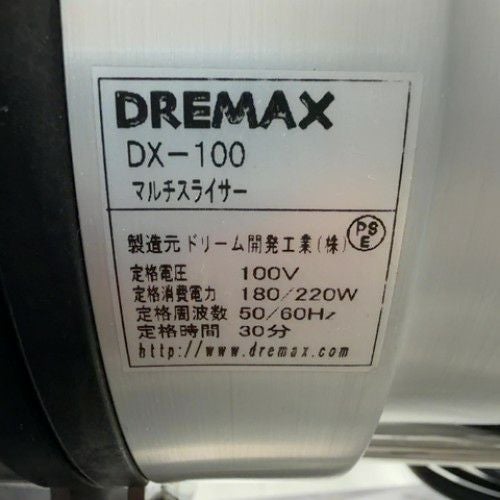 DREMAX
DX-100
マルチスライサー
製造元 ドリーム開発工業(株) PSE
定格電圧 100V
定格消費電力 180/220W
定格周波数 50/60Hz
定格時間 30分
http://www.dremax.com